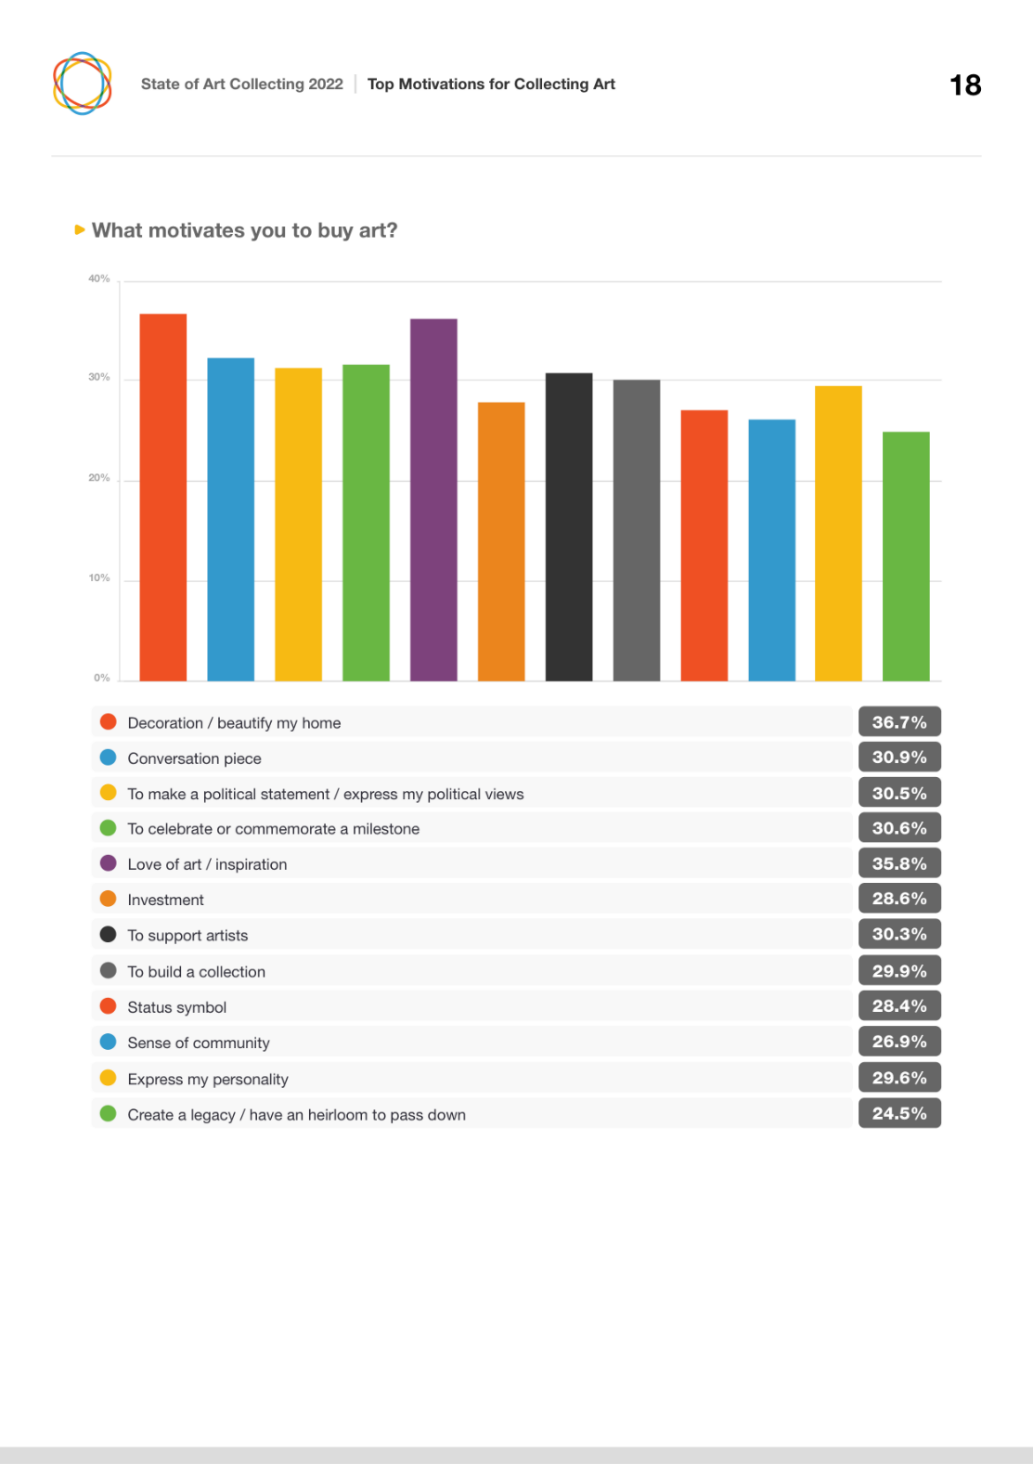 State of Art Collecting 2022 | Top Motivations for Collecting Art
18
What motivates you to buy art?
40%
30%
20%
10%
0%
Decoration / beautify my home 36.7%
Conversation piece 30.9%
To make a political statement / express my political views 30.5%
To celebrate or commemorate a milestone 30.6%
Love of art / inspiration 35.8%
Investment 28.6%
To support artists 30.3%
To build a collection 29.9%
Status symbol 28.4%
Sense of community 26.9%
Express my personality 29.6%
Create a legacy / have an heirloom to pass down 24.5%